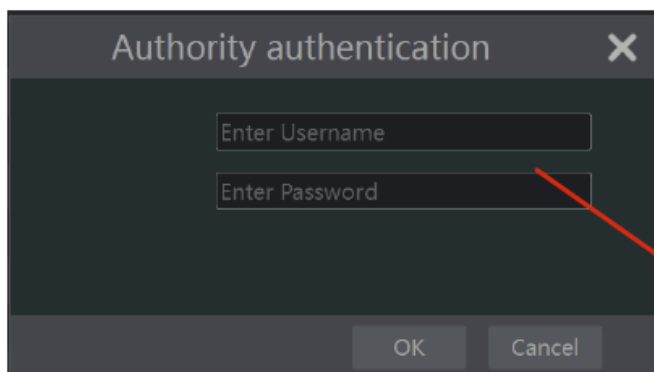 Authority authentication
Enter Username
Enter Password
OK Cancel